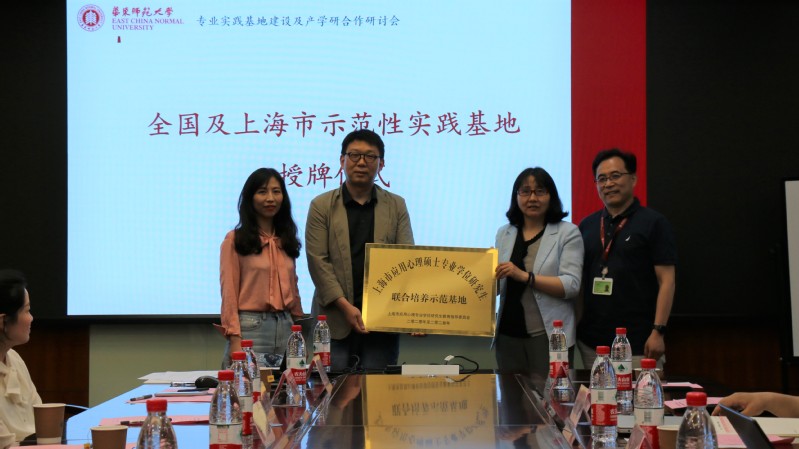 華東師範大學
EAST CHINA NORMAL
UNIVERSITY
专业实践基地建设及产学研合作研讨会
全国及上海市示范性实践基地
授牌仪式
上海市应用心理硕士专业学位研究生
联合培养示范基地